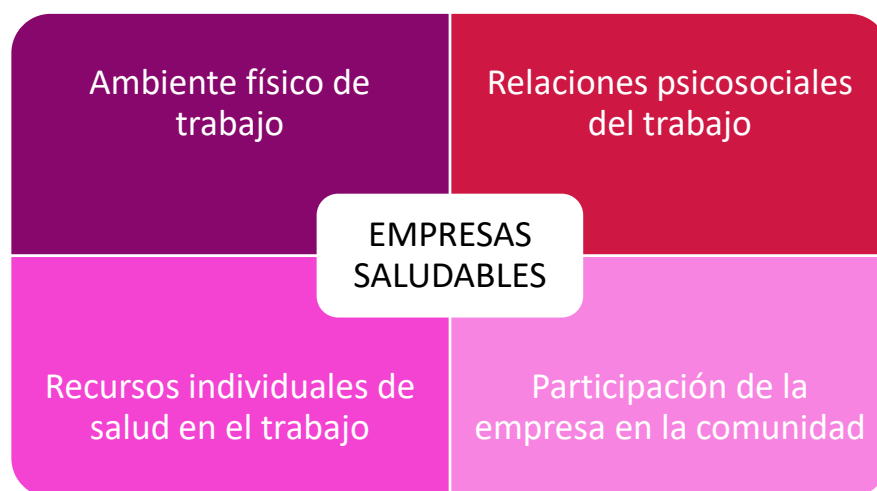 Ambiente físico de
trabajo
Relaciones psicosociales
del trabajo
EMPRESAS
SALUDABLES
Recursos individuales de
salud en el trabajo
Participación de la
empresa en la comunidad